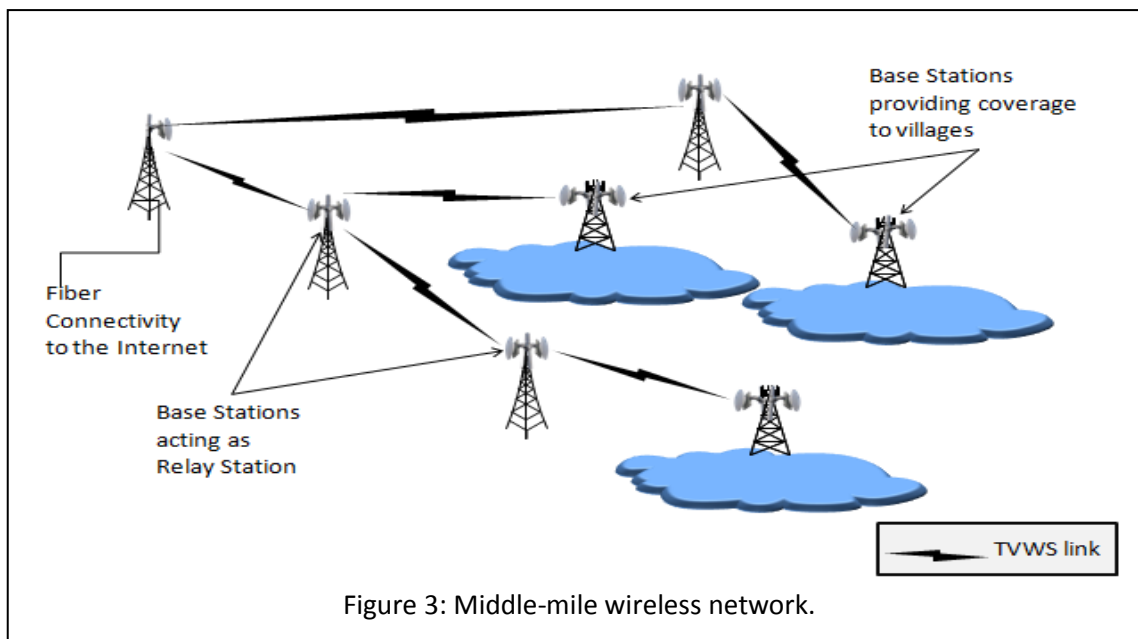 Base Stations
providing coverage
to villages
Fiber
Connectivity
to the Internet
Base Stations
acting as
Relay Station
TVWS link
Figure 3: Middle-mile wireless network.